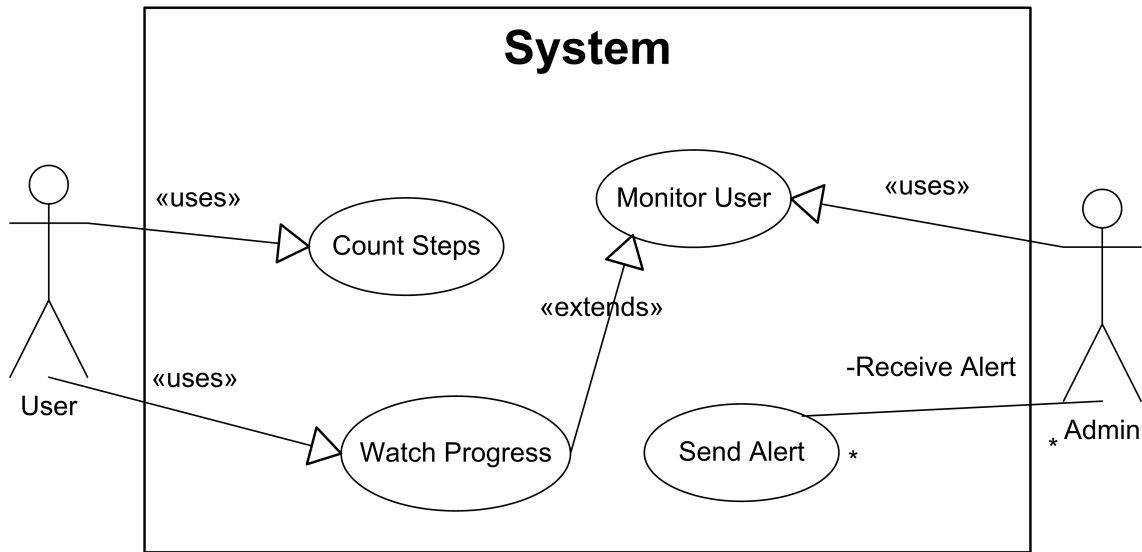 System
«uses»
Monitor User
«uses»
Count Steps
«extends»
«uses»
-Receive Alert
User
Watch Progress
Send Alert
*
*
Admin